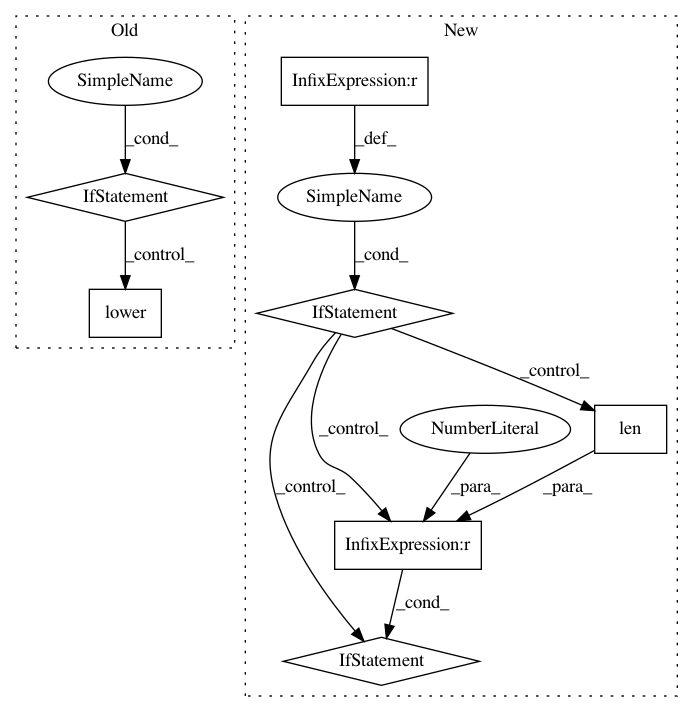 Old
New
SimpleName
InfixExpression:r
_cond_
_def_
IfStatement
SimpleName
_control_
_cond_
lower
IfStatement
_control_
_control_
_control_
NumberLiteral
len
_para_
_para_
InfixExpression:r
_cond_
IfStatement